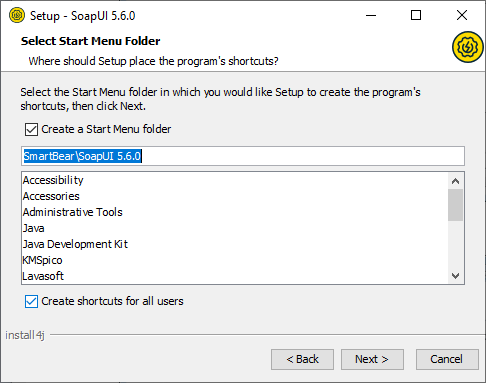 Setup - SoapUI 5.6.0
Select Start Menu Folder
Where should Setup place the program's shortcuts?
Select the Start Menu folder in which you would like Setup to create the program's
shortcuts, then click Next.
Create a Start Menu folder
SmartBear\SoapUI 5.6.0
Accessibility
Accessories
Administrative Tools
Java
Java Development Kit
KMSpico
Lavasoft
Create shortcuts for all users
install4j
< Back
Next >
Cancel